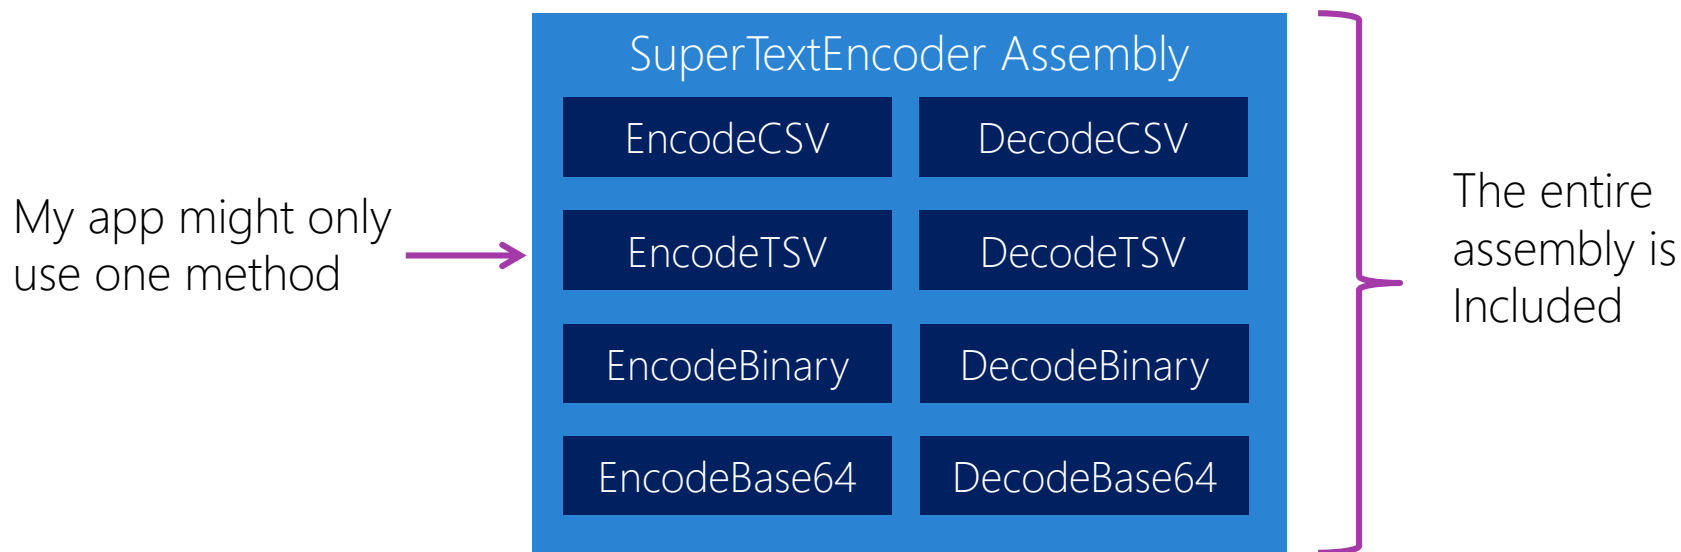 SuperTextEncoder Assembly
EncodeCSV
DecodeCSV
My app might only
use one method
EncodeTSV
DecodeTSV
EncodeBinary
DecodeBinary
EncodeBase64
DecodeBase64
The entire
assembly is
Included